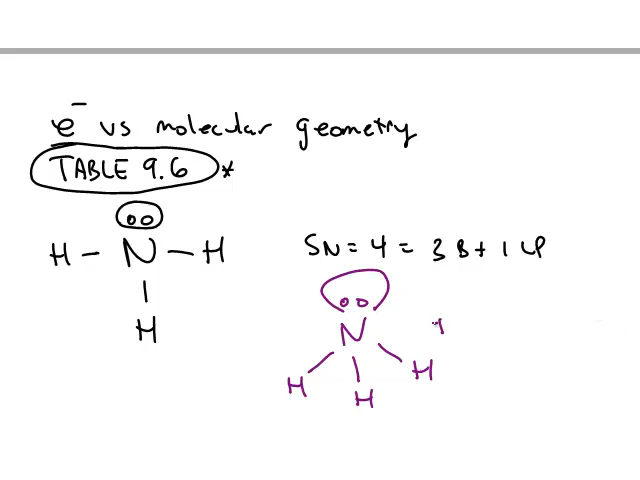 e⁻ vs molecular geometry
TABLE 9.6 *
H - N - H
|
H
SN = 4 = 3 B + 1 LP
N
H H H